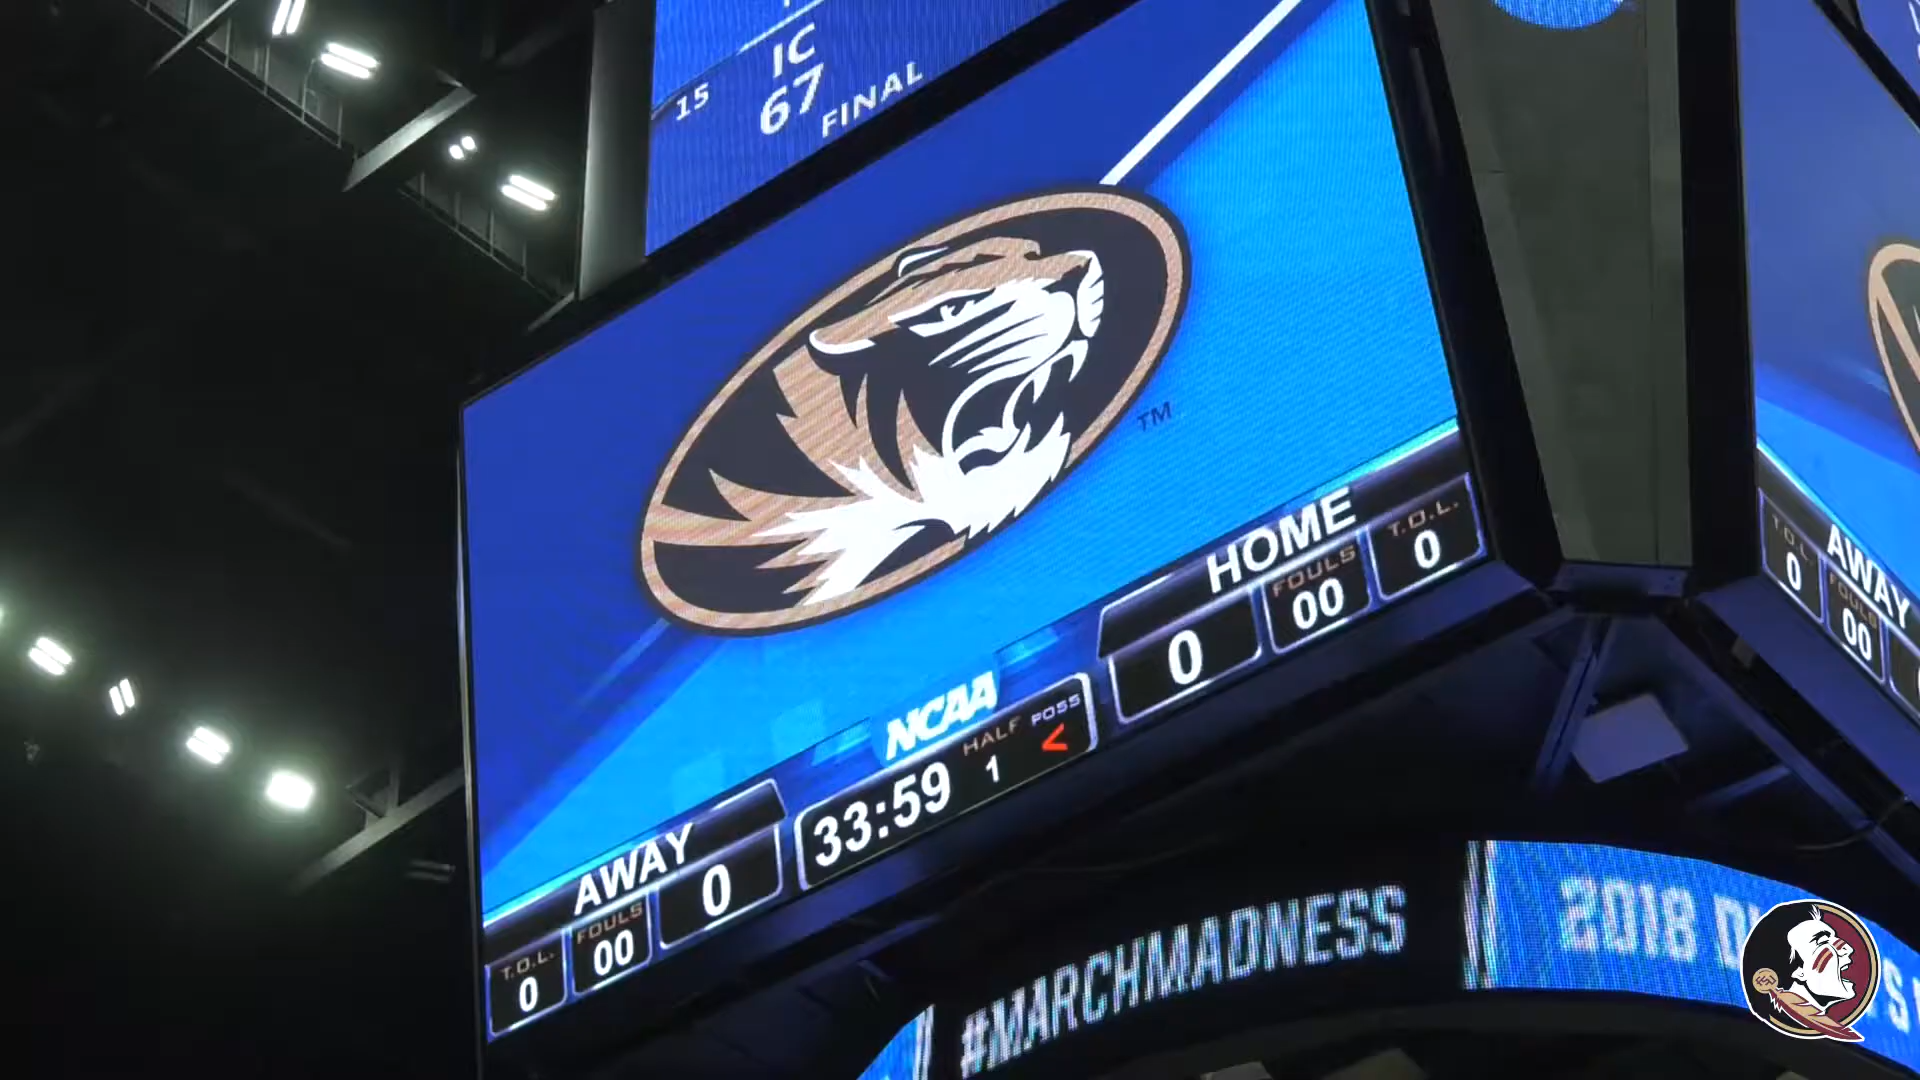 IC
15
67
FINAL
TM
HOME
T.O.L.
0
FOULS
00
0
NCAA
HALF
POSS
1
<
33:59
AWAY
0
FOULS
00
T.O.L.
0
T.O.L
0
AWAY
FOULS
00
#MARCHMADNESS
2018